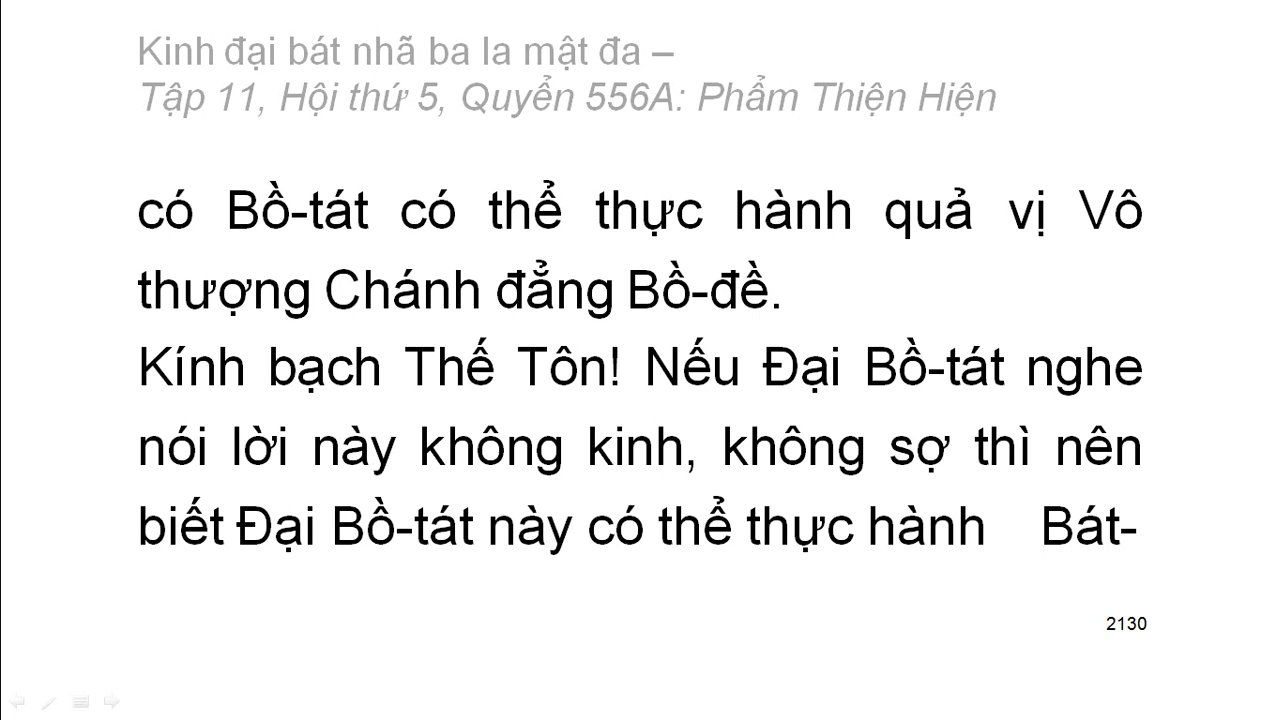 Kinh đại bát nhã ba la mật đa –
Tập 11, Hội thứ 5, Quyển 556A: Phẩm Thiện Hiện
có Bồ-tát có thể thực hành quả vị Vô
thượng Chánh đẳng Bồ-đề.
Kính bạch Thế Tôn! Nếu Đại Bồ-tát nghe
nói lời này không kinh, không sợ thì nên
biết Đại Bồ-tát này có thể thực hành Bát-
2130